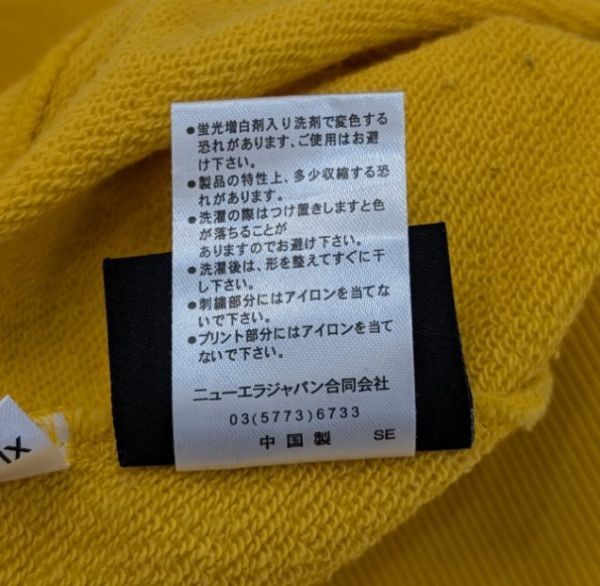 ●蛍光増白剤入り洗剤で変色する
恐れがあります、ご使用はお避
け下さい。
●製品の特性上、多少収縮する恐
れがあります。
●洗濯の際はつけ置きしますと色
が落ちることが
ありますのでお避け下さい。
●洗濯後は、形を整えてすぐに干
し下さい。
●刺繍部分にはアイロンを当てな
いで下さい。
●プリント部分にはアイロンを当て
ないで下さい。
ニューエラジャパン合同会社
03(5773)6733
中国製 SE
IX